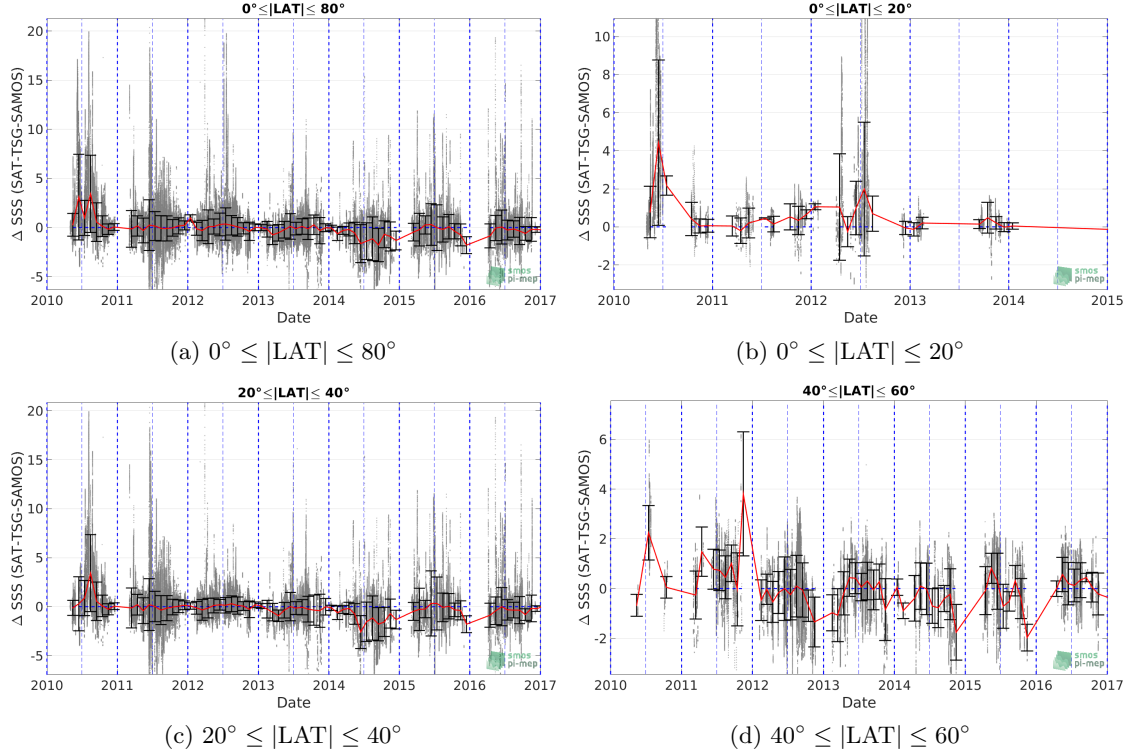 0°≤|LAT|≤ 80°
Δ SSS (SAT-TSG-SAMOS)
20
15
10
5
0
-5
2010 2011 2012 2013 2014 2015 2016 2017
Date
smos
pi-mep
(a) 0° ≤ |LAT| ≤ 80°
0°≤|LAT|≤ 20°
Δ SSS (SAT-TSG-SAMOS)
10
8
6
4
2
0
-2
2010 2011 2012 2013 2014 2015
Date
smos
pi-mep
(b) 0° ≤ |LAT| ≤ 20°
20°≤|LAT|≤ 40°
Δ SSS (SAT-TSG-SAMOS)
20
15
10
5
0
-5
2010 2011 2012 2013 2014 2015 2016 2017
Date
smos
pi-mep
(c) 20° ≤ |LAT| ≤ 40°
40°≤|LAT|≤ 60°
Δ SSS (SAT-TSG-SAMOS)
6
4
2
0
-2
2010 2011 2012 2013 2014 2015 2016 2017
Date
smos
pi-mep
(d) 40° ≤ |LAT| ≤ 60°